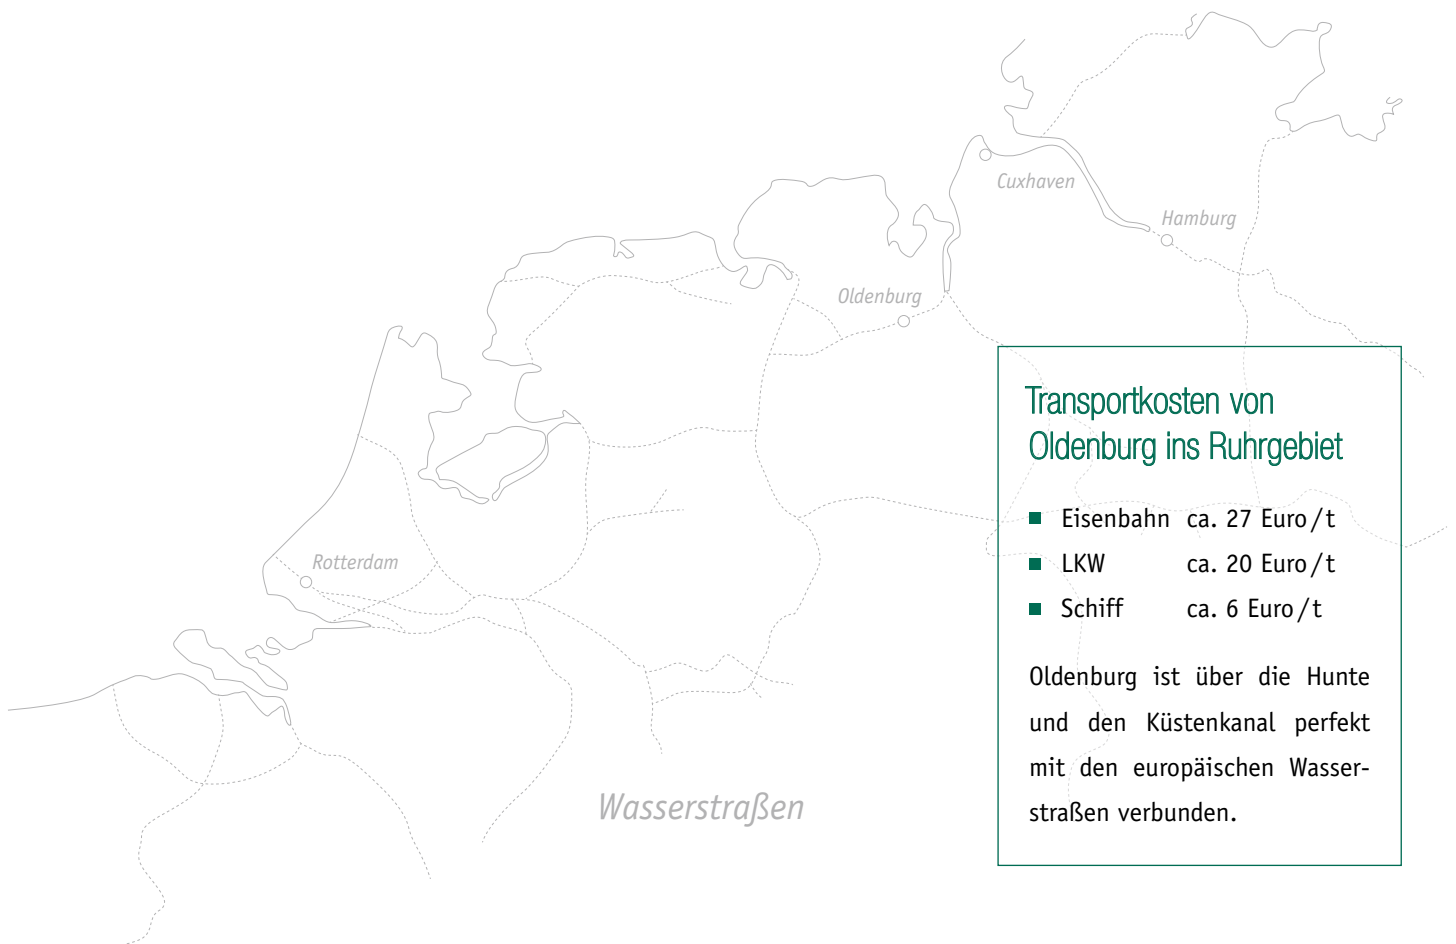 Cuxhaven
Hamburg
Oldenburg
Rotterdam
Wasserstraßen
Transportkosten von
Oldenburg ins Ruhrgebiet
Eisenbahn ca. 27 Euro/t
LKW ca. 20 Euro/t
Schiff ca. 6 Euro/t
Oldenburg ist über die Hunte
und den Küstenkanal perfekt
mit den europäischen Wasser-
straßen verbunden.